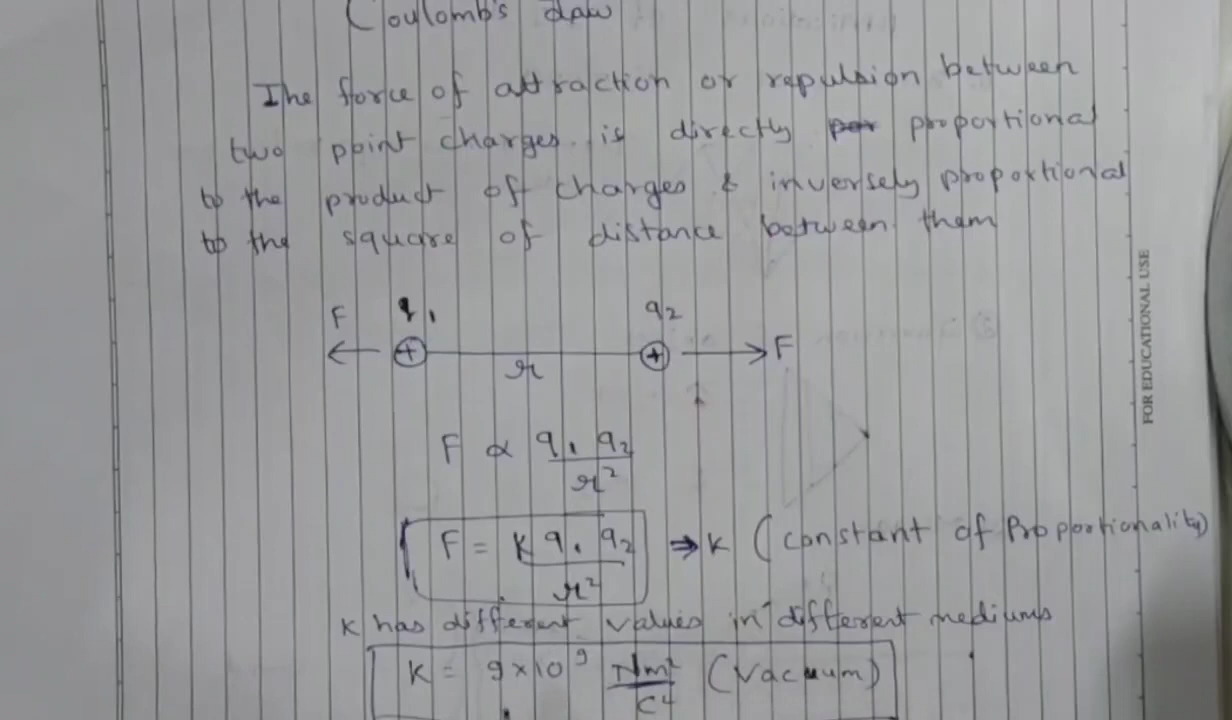 Coulomb's Law
The force of attraction or repulsion between
two point charges is directly proportional
to the product of charges & inversely proportional
to the square of distance between them
F q1 q2
+ + F
r
F ∝ q1 q2
r²
F = K q1 q2 ⇒ K (Constant of Proportionality)
r²
K has different values in different mediums
K = 9×10⁹ Nm² (Vacuum)
FOR EDUCATIONAL USE